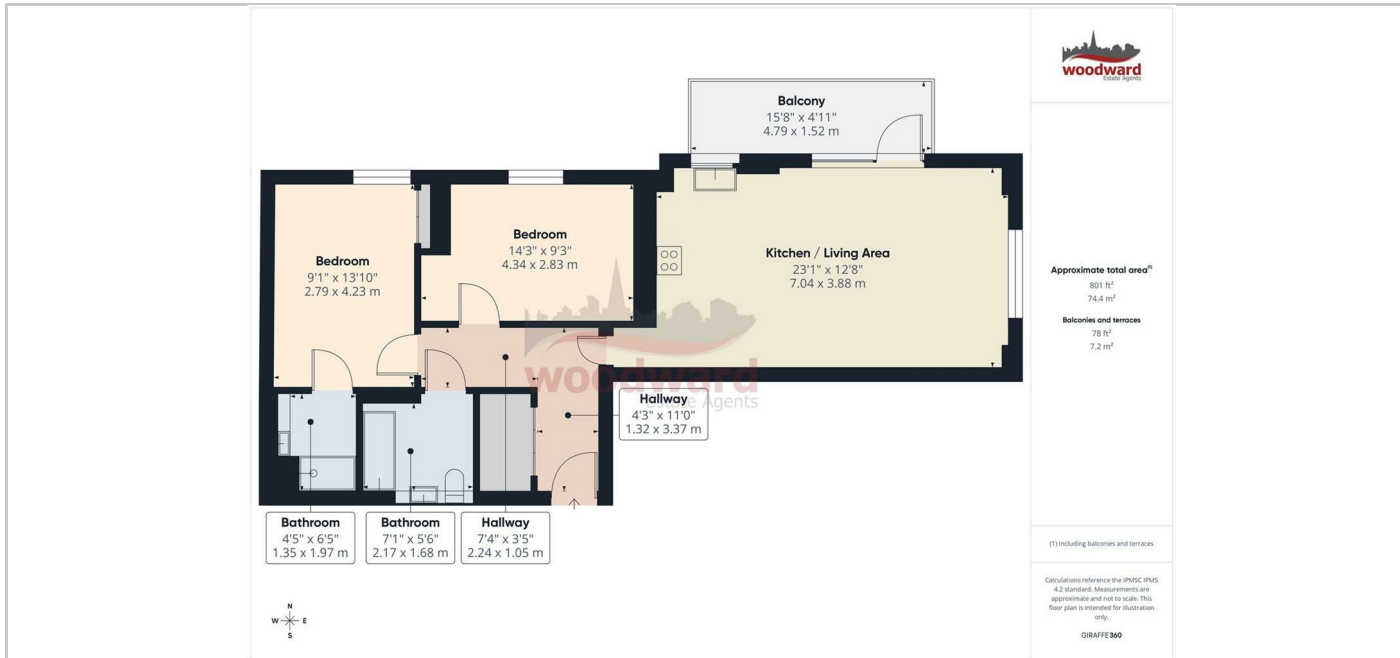 woodward
Estate Agents
Balcony
15'8" x 4'11"
4.79 x 1.52 m
Bedroom
14'3" x 9'3"
4.34 x 2.83 m
Kitchen / Living Area
23'1" x 12'8"
7.04 x 3.88 m
Bedroom
9'1" x 13'10"
2.79 x 4.23 m
woodward
Estate Agents
Hallway
4'3" x 11'0"
1.32 x 3.37 m
Bathroom
4'5" x 6'5"
1.35 x 1.97 m
Bathroom
7'1" x 5'6"
2.17 x 1.68 m
Hallway
7'4" x 3'5"
2.24 x 1.05 m
N
W E
S
Approximate total area(1)
801 ft²
74.4 m²
Balconies and terraces
78 ft²
7.2 m²
(1) Including balconies and terraces
Calculations reference the IPMSC IPMS
4.2 standard. Measurements are
approximate and not to scale. This
floor plan is intended for illustration
only.
GIRAFFE360